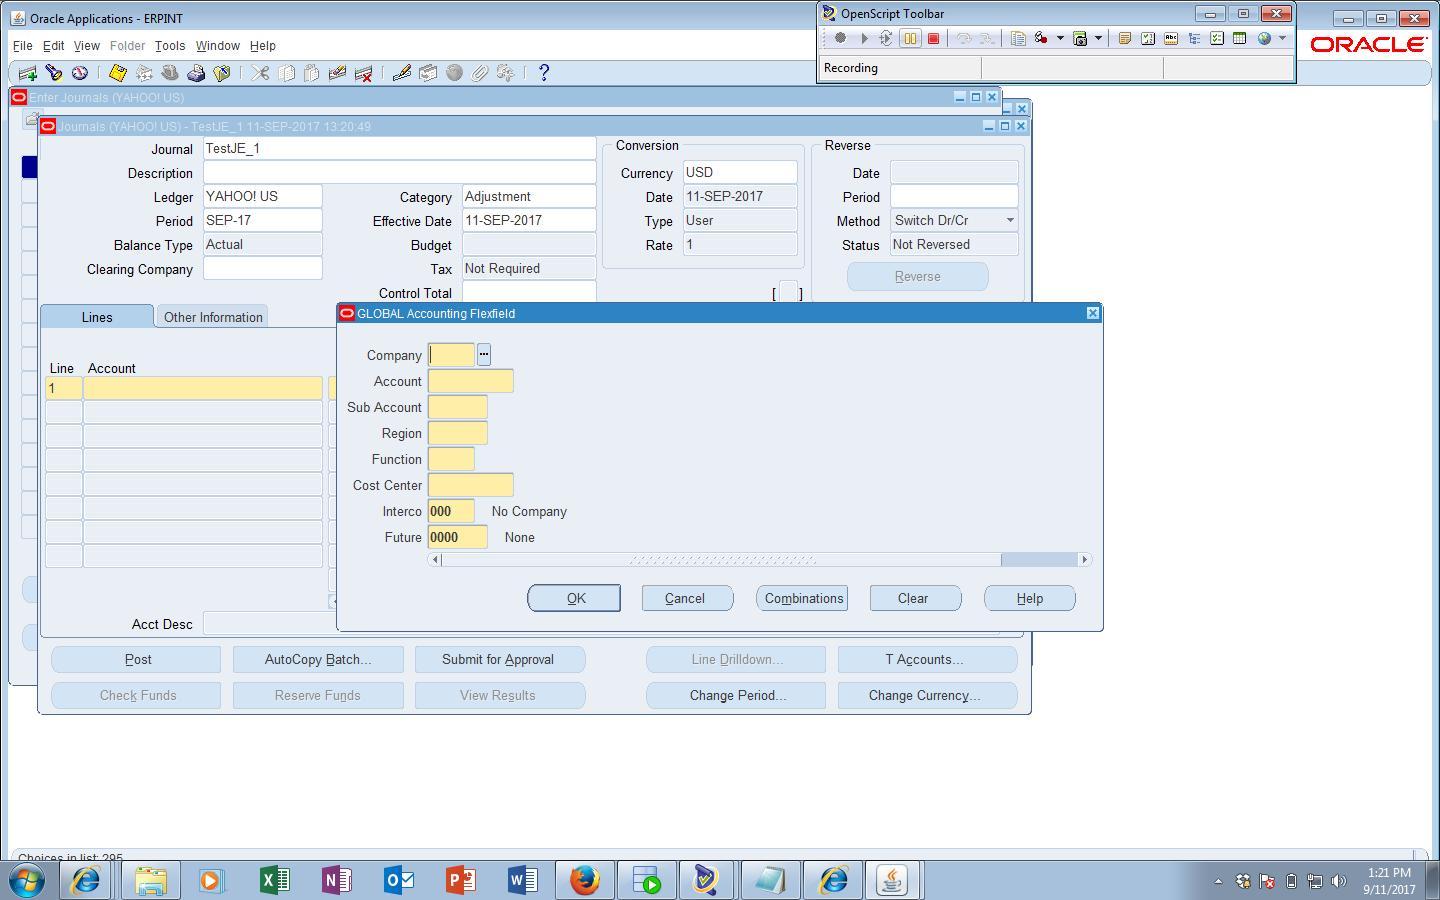 Oracle Applications - ERPINT
OpenScript Toolbar
File Edit View Folder Tools Window Help
ORACLE
Recording
Enter Journals (YAHOO! US)
Journals (YAHOO! US) - TestJE_1 11-SEP-2017 13:20:49
Journal TestJE_1
Description
Ledger YAHOO! US
Period SEP-17
Balance Type Actual
Clearing Company
Category Adjustment
Effective Date 11-SEP-2017
Budget
Tax Not Required
Control Total
Conversion
Currency USD
Date 11-SEP-2017
Type User
Rate 1
[ ]
Reverse
Date
Period
Method Switch Dr/Cr
Status Not Reversed
Reverse
Lines Other Information
Line Account
1
GLOBAL Accounting Flexfield
Company ...
Account
Sub Account
Region
Function
Cost Center
Interco 000 No Company
Future 0000 None
OK Cancel Combinations Clear Help
Acct Desc
Post AutoCopy Batch... Submit for Approval Line Drilldown... T Accounts...
Check Funds Reserve Funds View Results Change Period... Change Currency...
Choices in list: 295
1:21 PM
9/11/2017